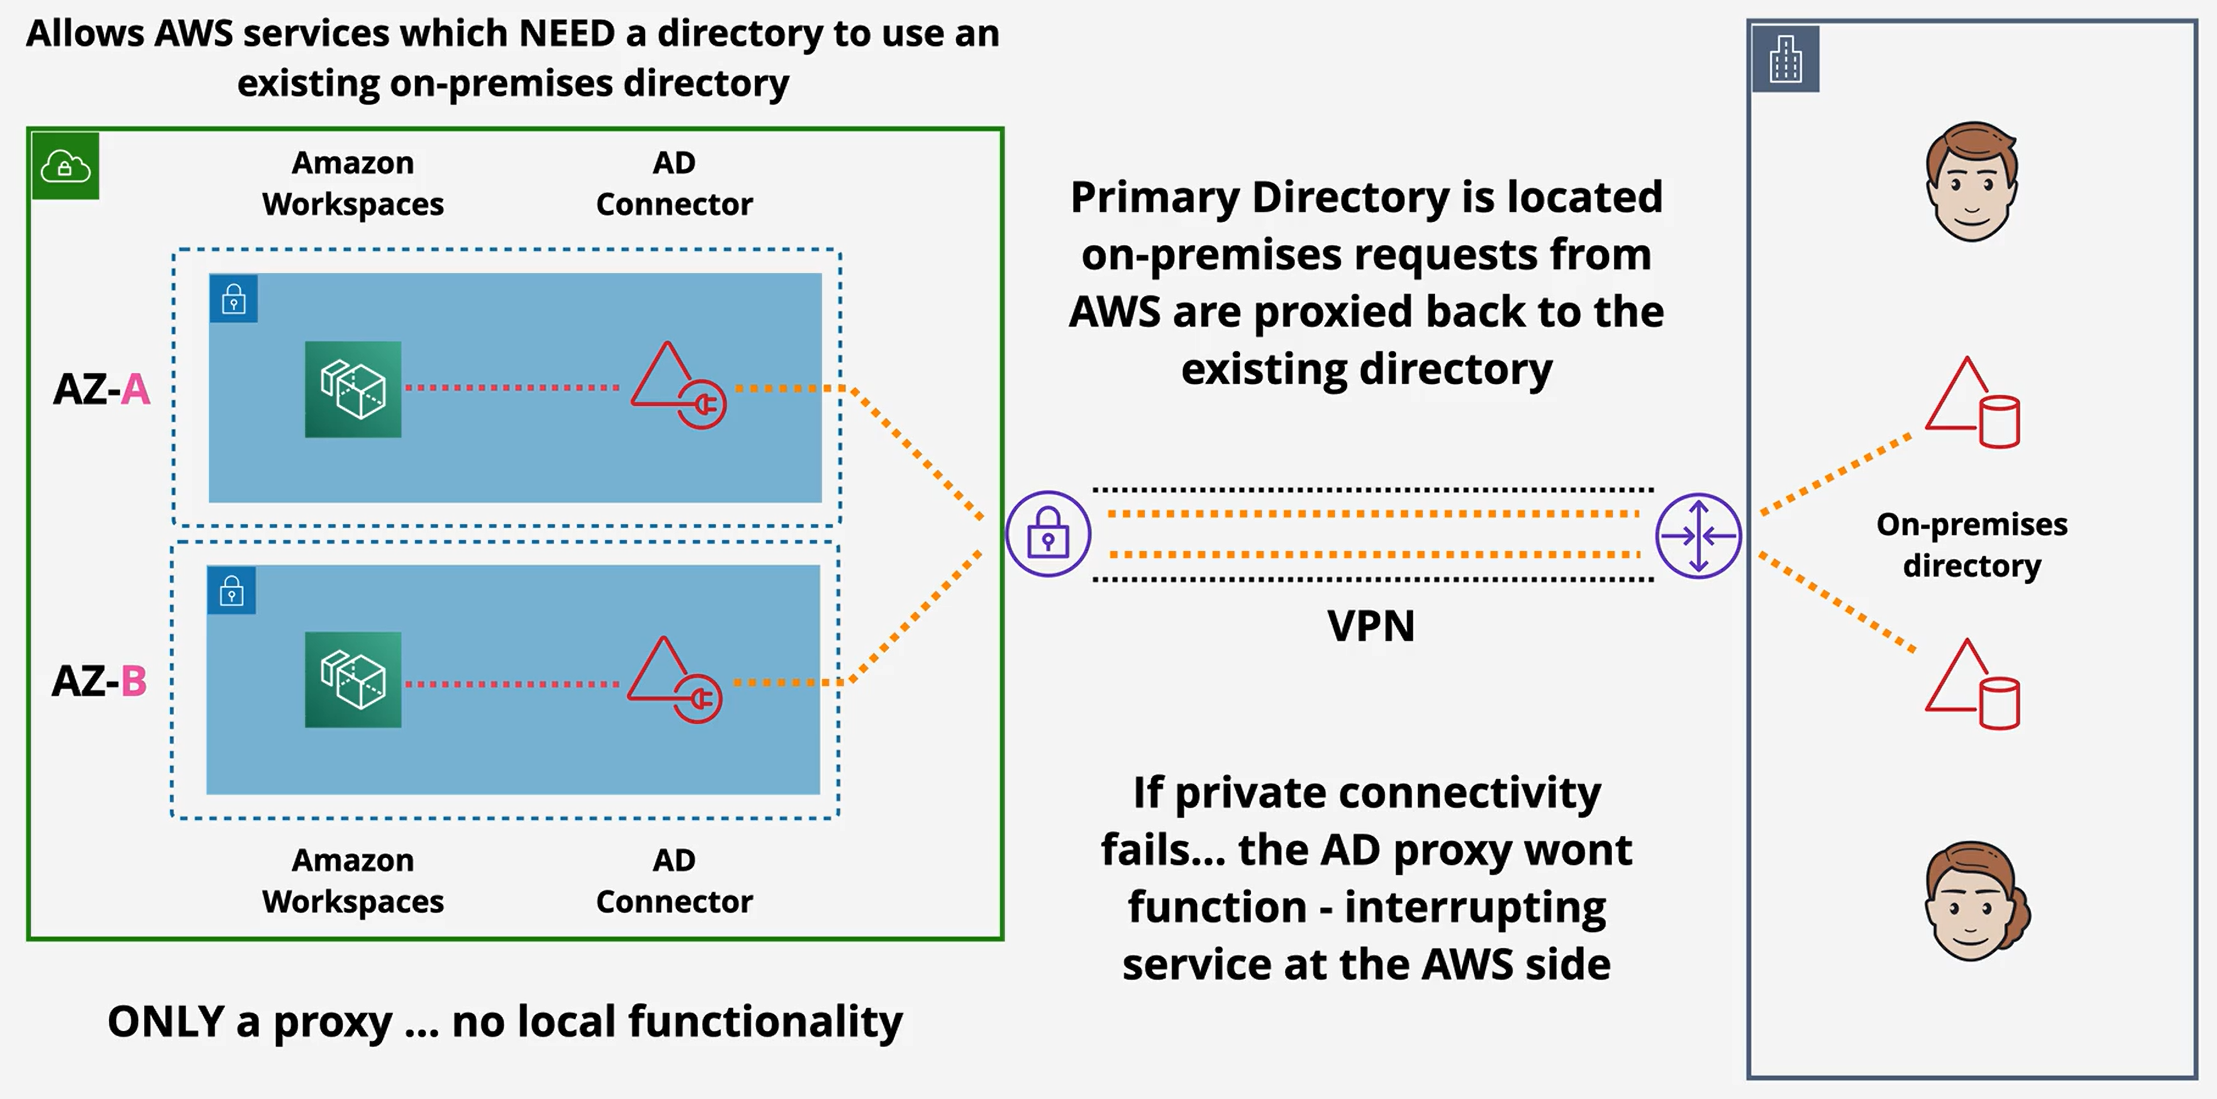 Allows AWS services which NEED a directory to use an
existing on-premises directory
Amazon
Workspaces
AD
Connector
AZ-A
AZ-B
Amazon
Workspaces
AD
Connector
ONLY a proxy ... no local functionality
Primary Directory is located
on-premises requests from
AWS are proxied back to the
existing directory
VPN
If private connectivity
fails... the AD proxy wont
function - interrupting
service at the AWS side
On-premises
directory